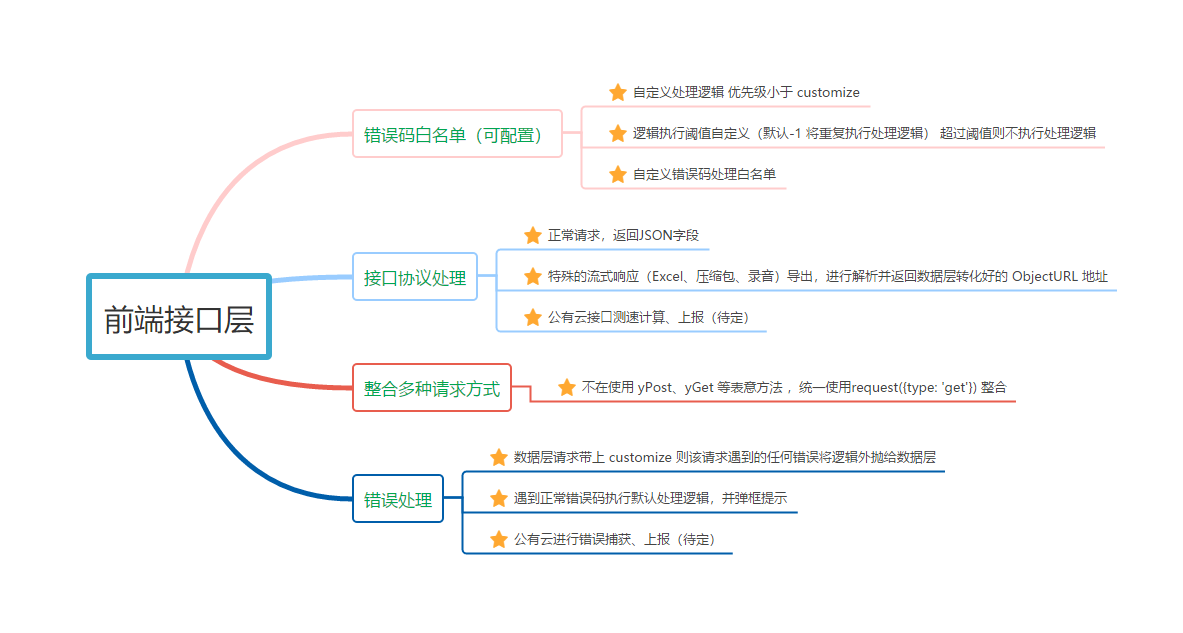 前端接口层
错误码白名单（可配置）
自定义处理逻辑 优先级小于 customize
逻辑执行阈值自定义（默认-1 将重复执行处理逻辑） 超过阈值则不执行处理逻辑
自定义错误码处理白名单
接口协议处理
正常请求，返回JSON字段
特殊的流式响应（Excel、压缩包、录音）导出，进行解析并返回数据层转化好的 ObjectURL 地址
公有云接口测速计算、上报（待定）
整合多种请求方式
不在使用 yPost、yGet 等表意方法 ，统一使用request({type: 'get'}) 整合
错误处理
数据层请求带上 customize 则该请求遇到的任何错误将逻辑外抛给数据层
遇到正常错误码执行默认处理逻辑，并弹框提示
公有云进行错误捕获、上报（待定）